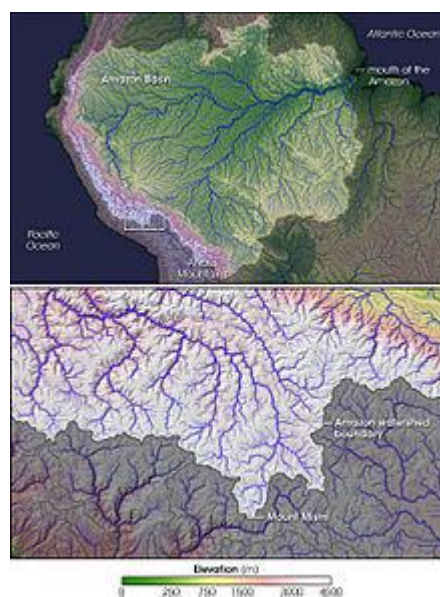 Atlantic Ocean
Amazon Basin
mouth of the
Amazon
Pacific
Ocean
Andes
Mountains
Amazon watershed
boundary
Mount Mismi
Elevation (m)
0 250 750 1500 3000 4500